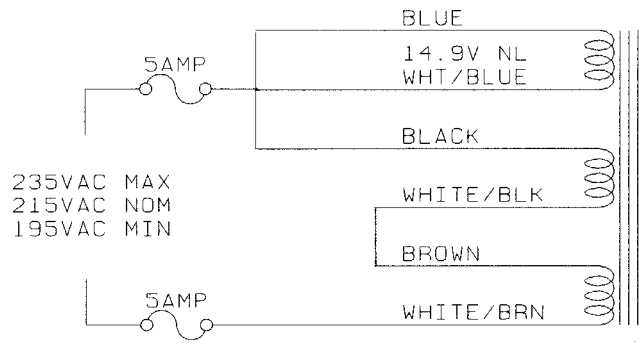 BLUE
14.9V NL
WHT/BLUE
5AMP
BLACK
235VAC MAX
215VAC NOM
195VAC MIN
WHITE/BLK
BROWN
5AMP
WHITE/BRN